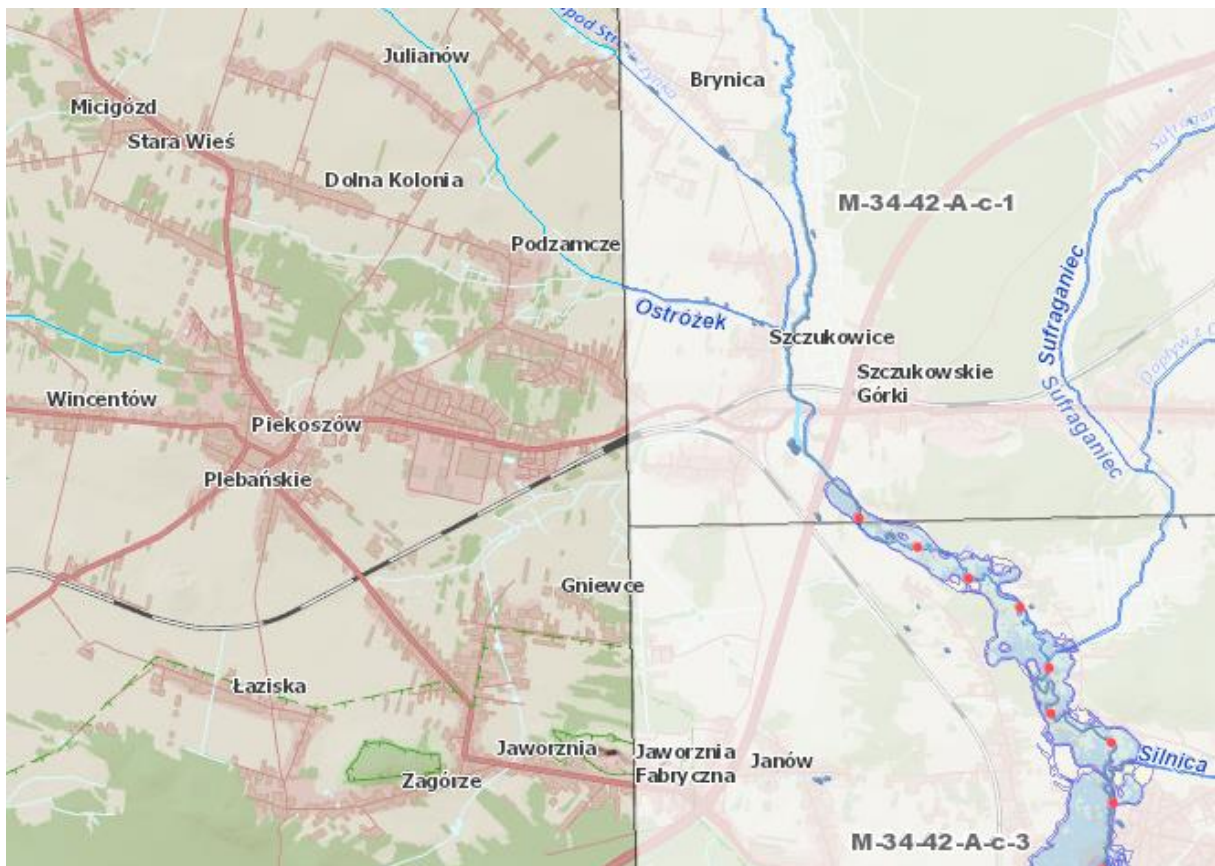 Julianów
Brynica
Micigózd
Stara Wieś
Dolna Kolonia
M-34-42-A-c-1
Podzamcze
Ostróżek
Sufraganiec
Szczukowice
Szczukowskie
Górki
Sufraganiec
Wincentów
Piekoszów
Plebańskie
Gniewce
Łaziska
Jaworznia
Zagórze
Jaworznia
Fabryczna
Janów
Silnica
M-34-42-A-c-3